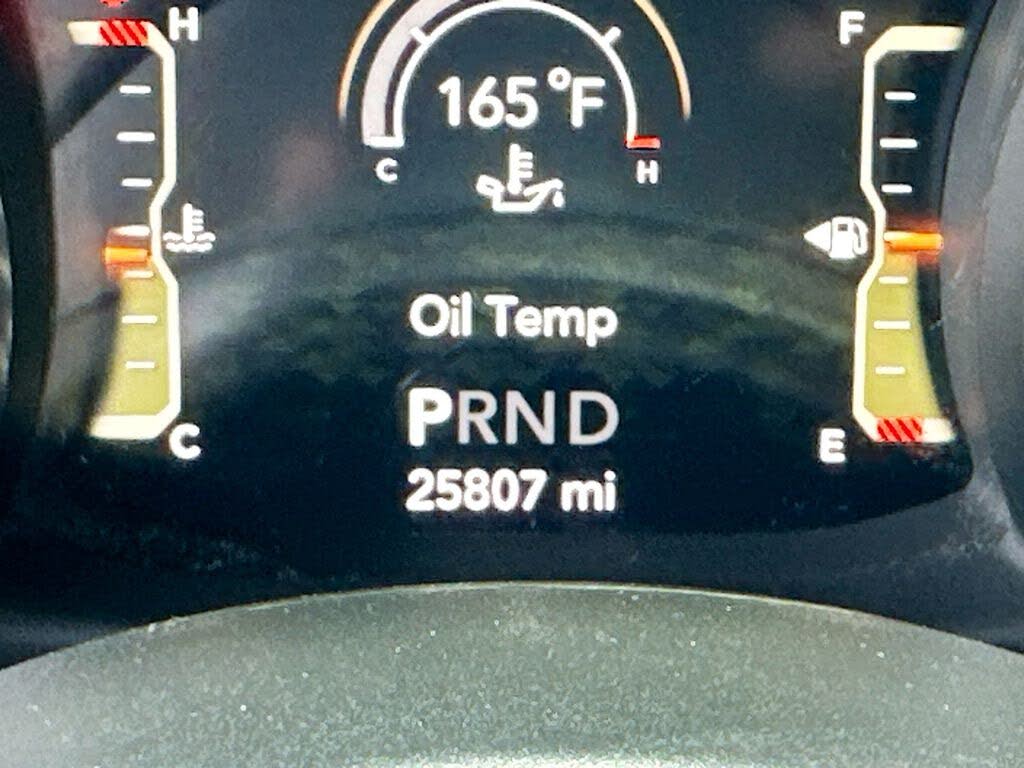 H
F
165 °F
C
H
Oil Temp
PRND
C
E
25807 mi